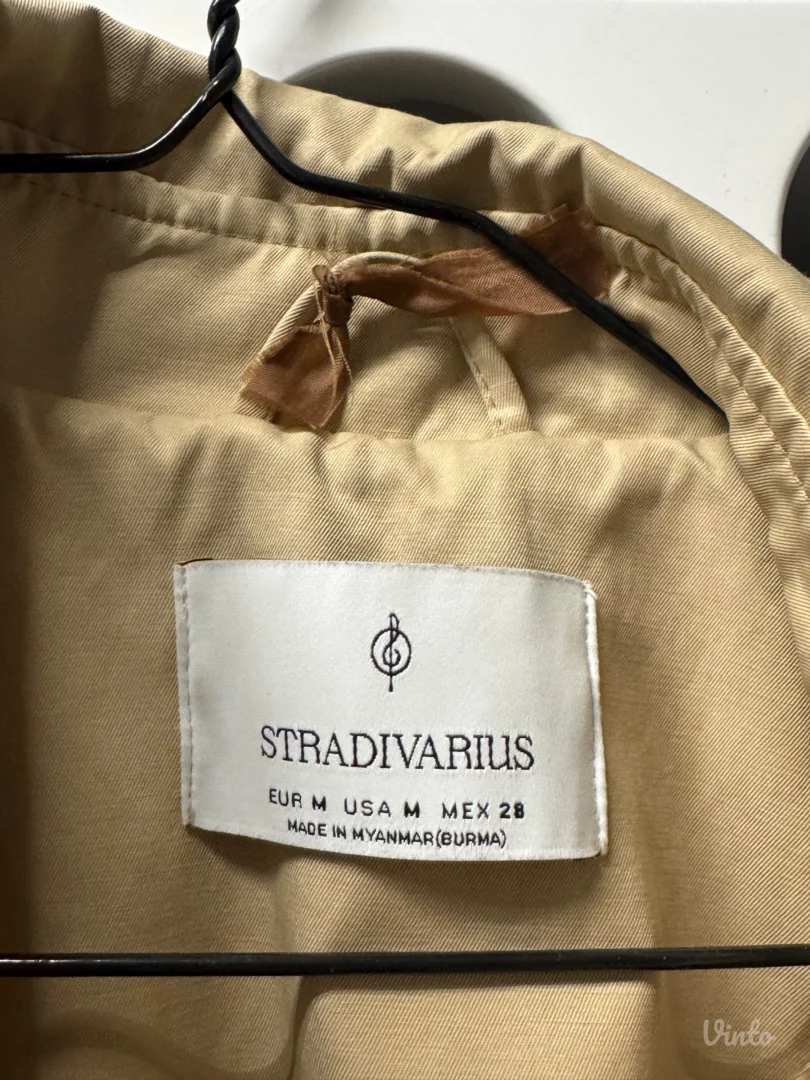 STRADIVARIUS
EUR M USA M MEX 28
MADE IN MYANMAR(BURMA)
Vinto